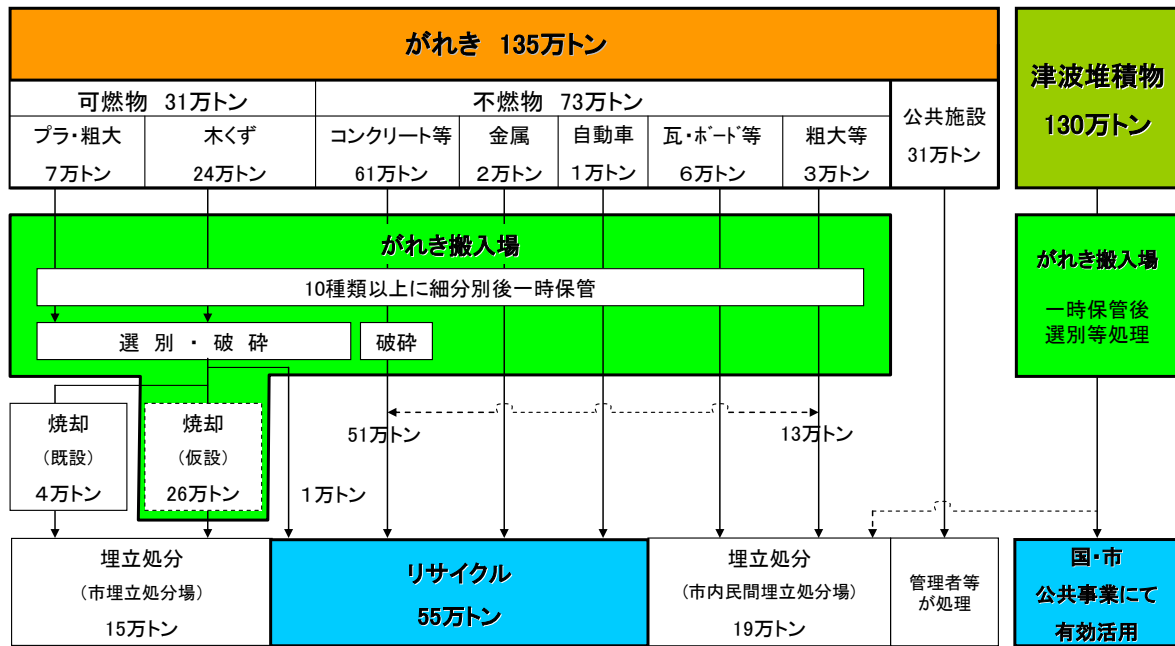 がれき 135万トン
津波堆積物
130万トン
可燃物 31万トン
不燃物 73万トン
公共施設
31万トン
プラ・粗大
7万トン
木くず
24万トン
コンクリート等
61万トン
金属
2万トン
自動車
1万トン
瓦・ボード等
6万トン
粗大等
3万トン
がれき搬入場
10種類以上に細分別後一時保管
選別・破砕
破砕
がれき搬入場
一時保管後
選別等処理
焼却
(既設)
4万トン
焼却
(仮設)
26万トン
1万トン
51万トン
13万トン
埋立処分
(市埋立処分場)
15万トン
リサイクル
55万トン
埋立処分
(市内民間埋立処分場)
19万トン
管理者等
が処理
国・市
公共事業にて
有効活用